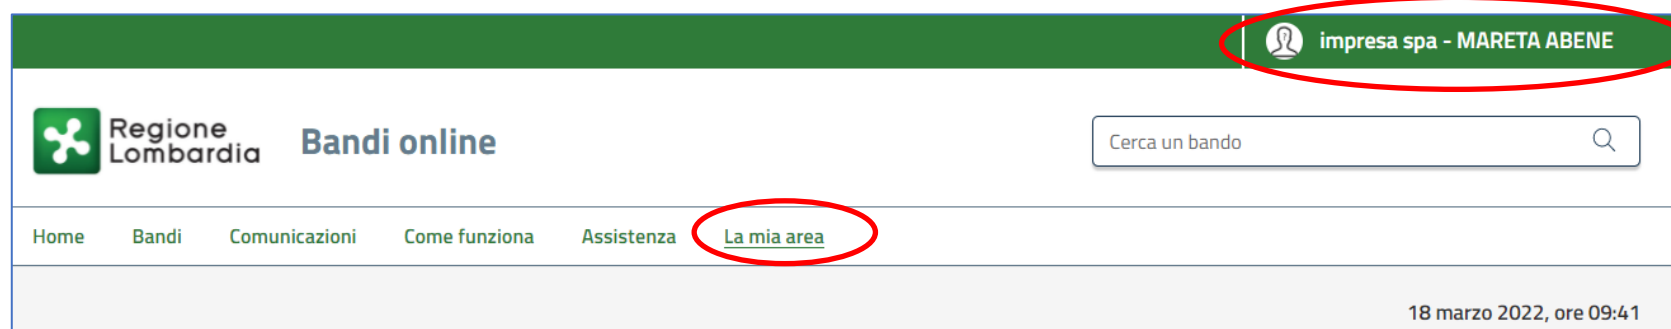 impresa spa - MARETA ABENE
Regione
Lombardia
Bandi online
Cerca un bando
Home Bandi Comunicazioni Come funziona Assistenza La mia area
18 marzo 2022, ore 09:41